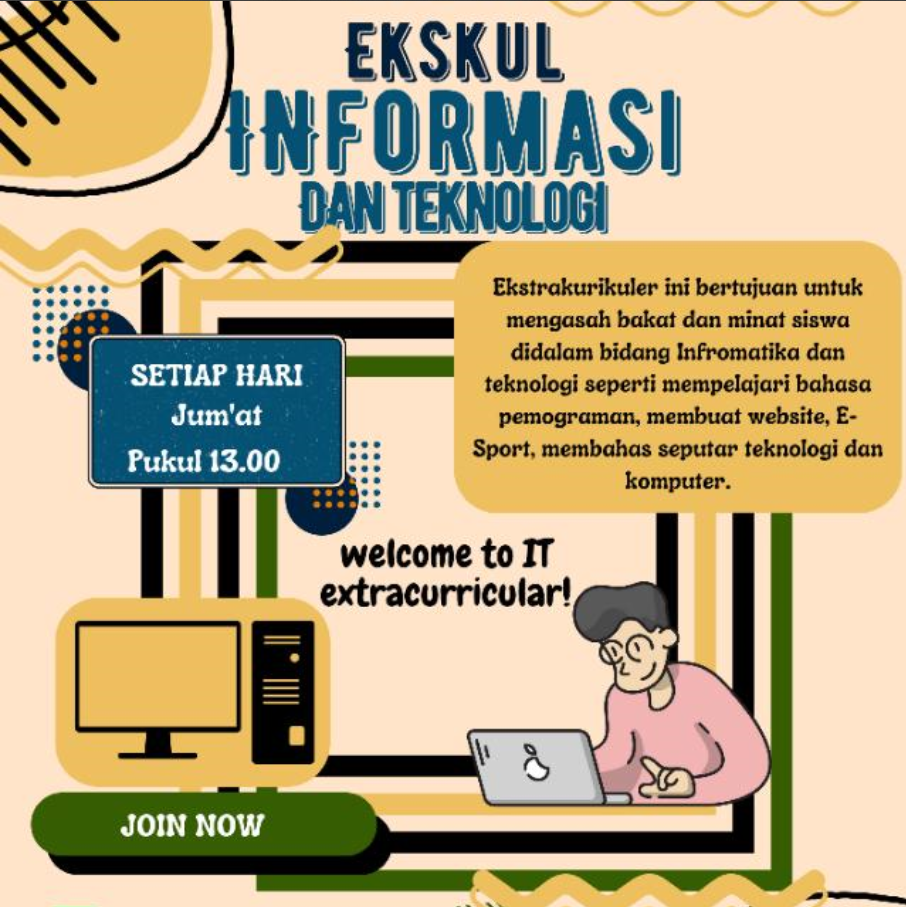 EKSKUL
INFORMASI
DAN TEKNOLOGI
Ekstrakurikuler ini bertujuan untuk
mengasah bakat dan minat siswa
didalam bidang Infromatika dan
teknologi seperti mempelajari bahasa
pemograman, membuat website, E-
Sport, membahas seputar teknologi dan
komputer.
SETIAP HARI
Jum'at
Pukul 13.00
welcome to IT
extracurricular!
JOIN NOW